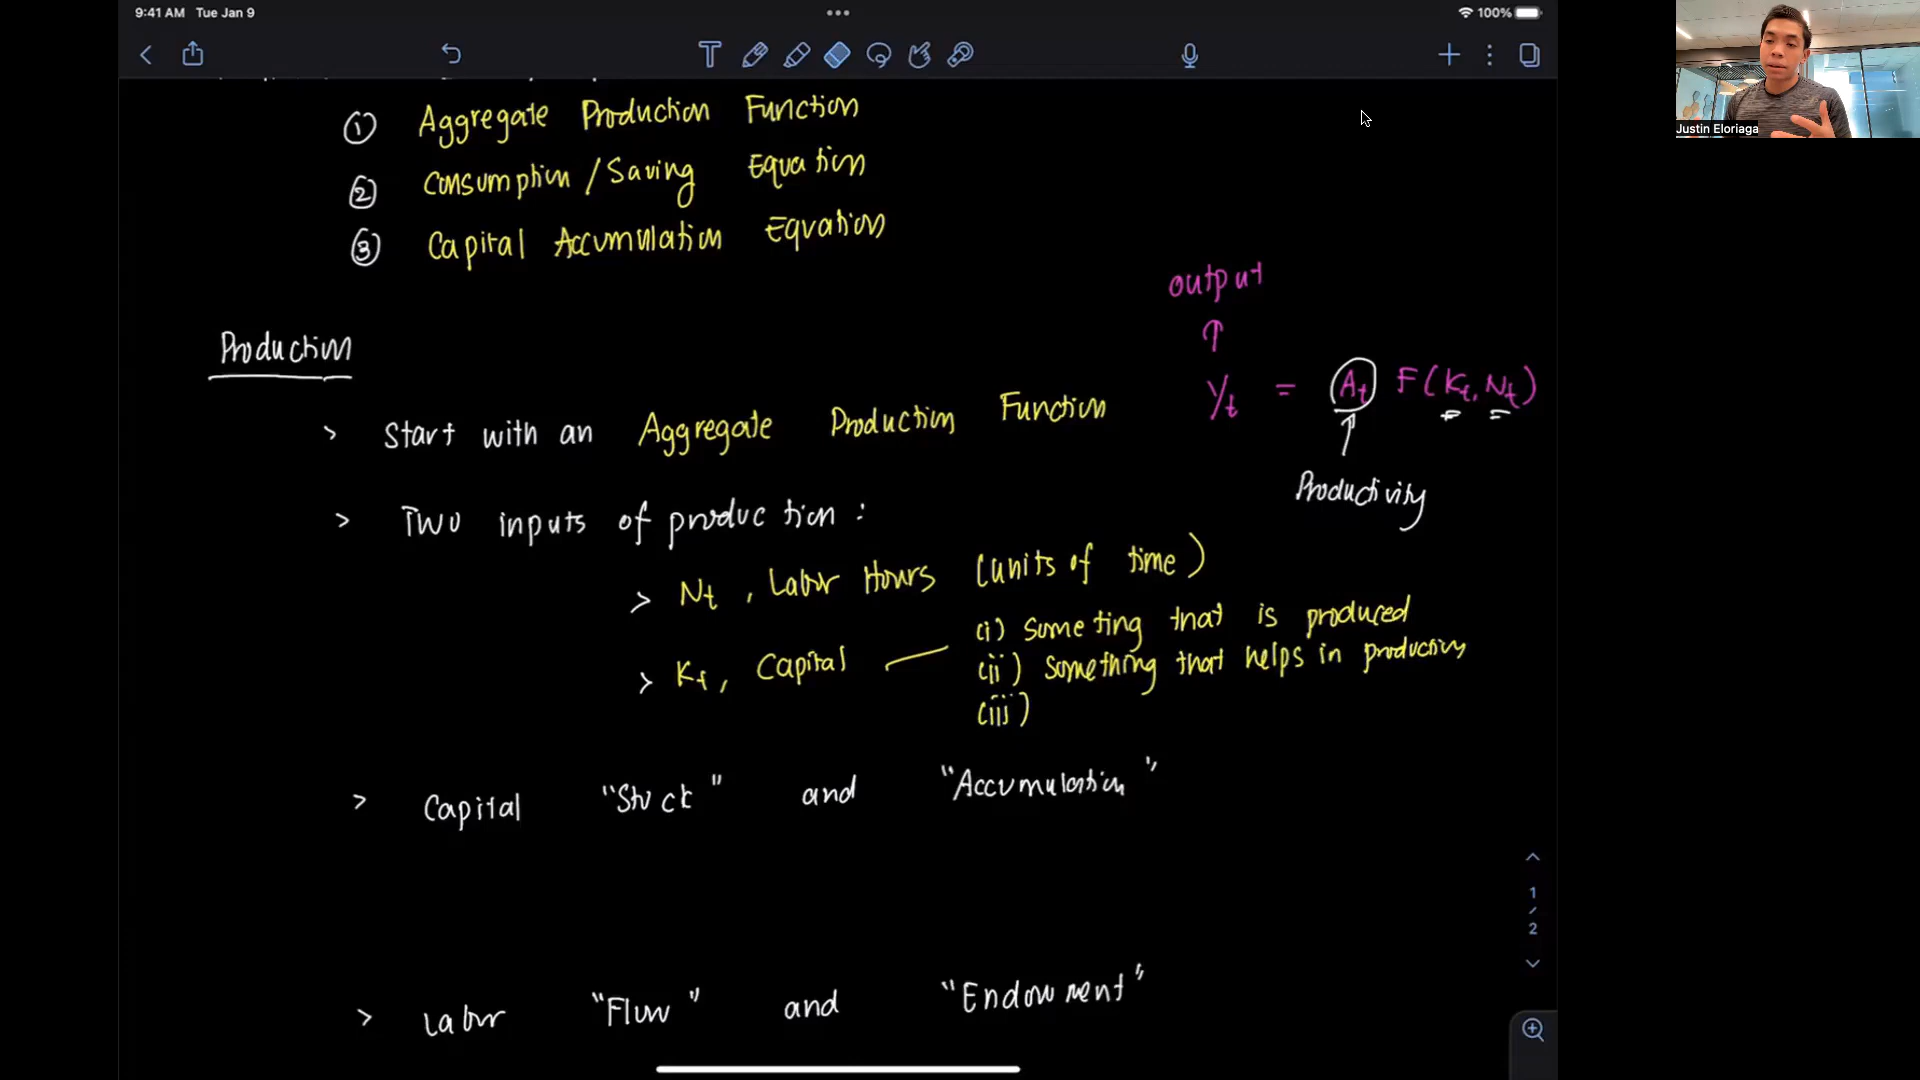 9:41 AM Tue Jan 9
100%
Justin Eloriaga
① Aggregate Production Function
② Consumption / Saving Equation
③ Capital Accumulation Equation
output
↑
Production
Yt = At F(Kt, Nt)
> Start with an Aggregate Production Function
Productivity
> Two inputs of production :
> Nt , Labor Hours (units of time)
> Kt, Capital — (i) Someting that is produced
(ii) Something that helps in production
(iii)
> Capital "Stock" and "Accumulation"
1
/
2
> Labor "Flow" and "Endowment"